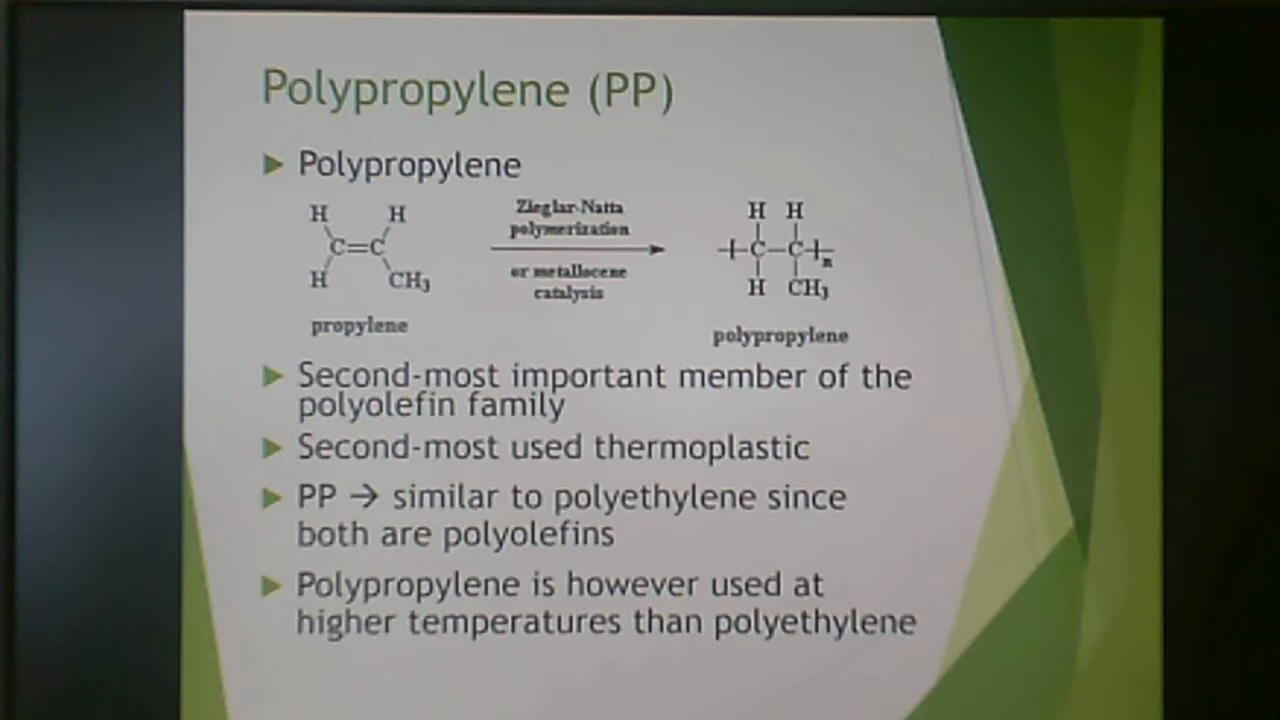 Polypropylene (PP)
Polypropylene
H H
Zieglar-Natta
polymerization
C=C
H CH3
or metallocene
catalysis
propylene
H H
C-C
n
H CH3
polypropylene
Second-most important member of the
polyolefin family
Second-most used thermoplastic
PP → similar to polyethylene since
both are polyolefins
Polypropylene is however used at
higher temperatures than polyethylene